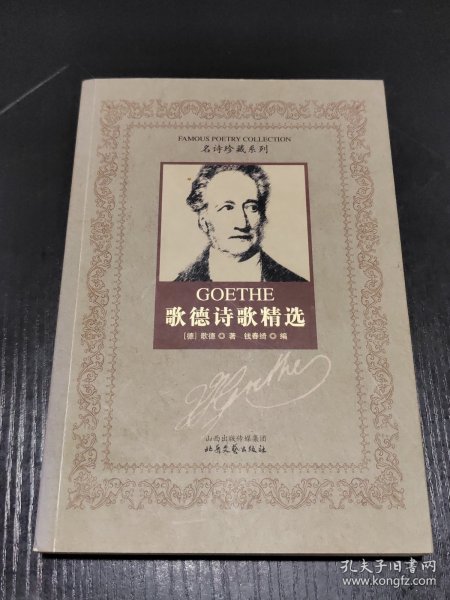 FAMOUS POETRY COLLECTION
名诗珍藏系列
GOETHE
歌德诗歌精选
[德] 歌德 ◎ 著 钱春绮 ◎ 编
Goethe
山西出版传媒集团
北岳文艺出版社
孔夫子旧书网
www.kongfz.com